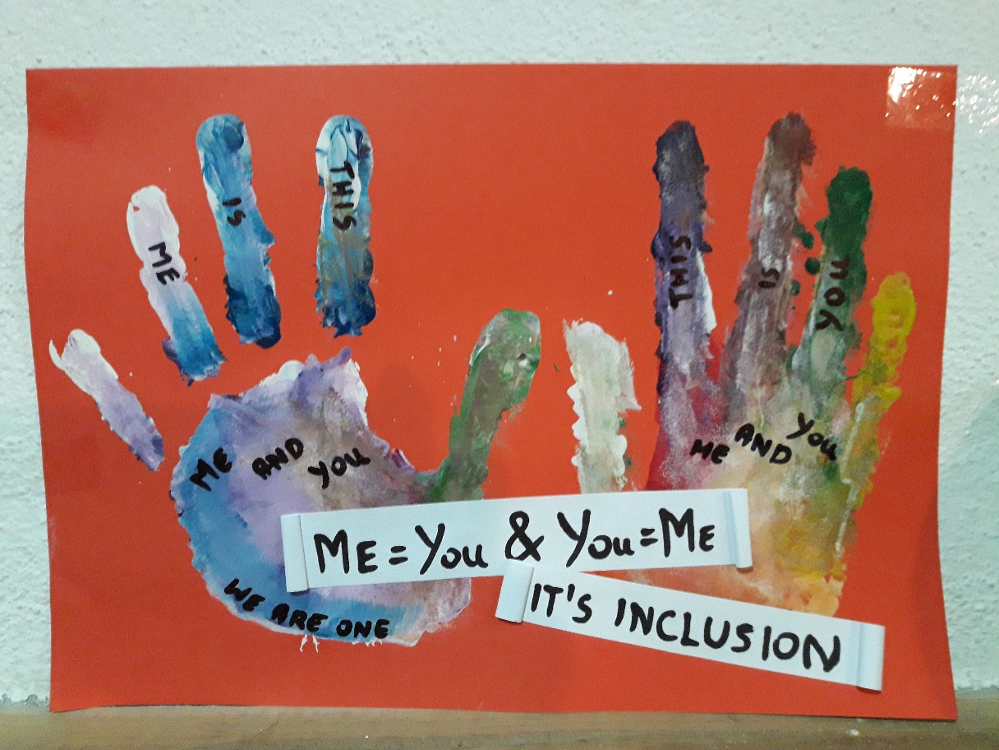 THIS
IS
ME
ME AND YOU
WE ARE ONE
THIS
IS
YOU
ME AND YOU
ME = YOU & YOU = ME
IT'S INCLUSION